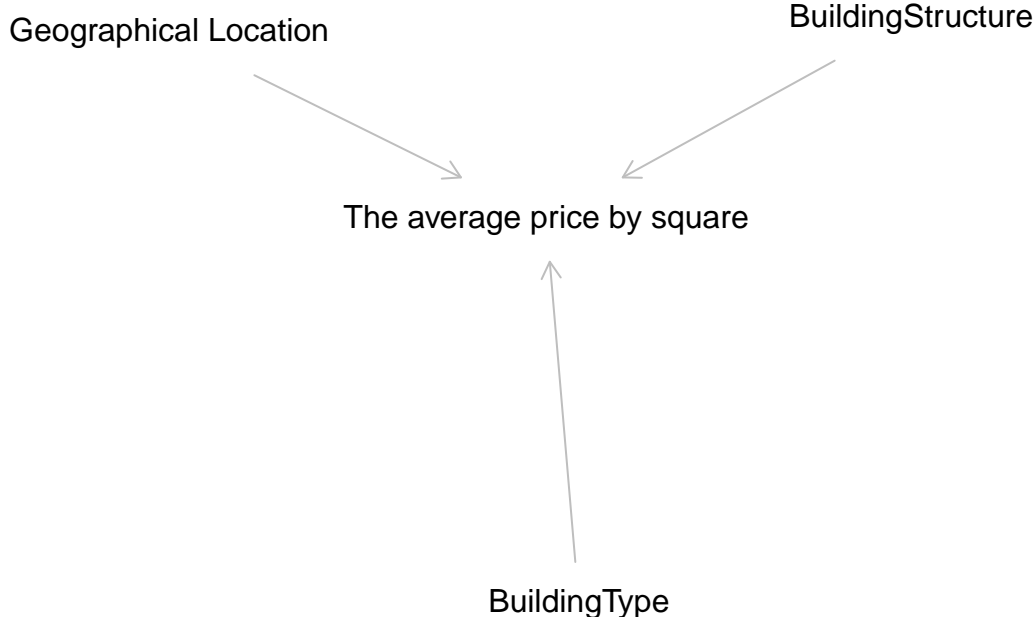 Geographical Location
BuildingStructure
The average price by square
BuildingType